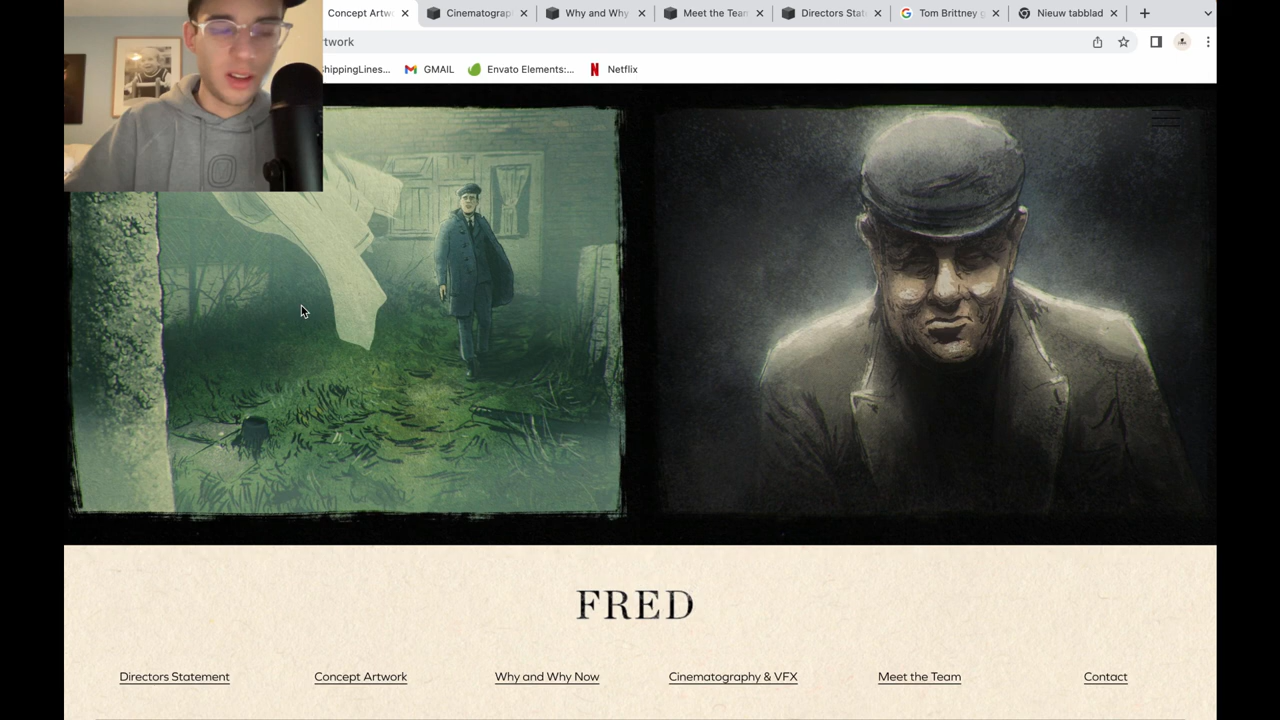 Concept Artw
Cinematograp
Why and Why
Meet the Team
Directors Stat
Tom Brittney
Nieuw tabblad
twork
hippingLines...
GMAIL
Envato Elements:...
Netflix
FRED
Directors Statement
Concept Artwork
Why and Why Now
Cinematography & VFX
Meet the Team
Contact